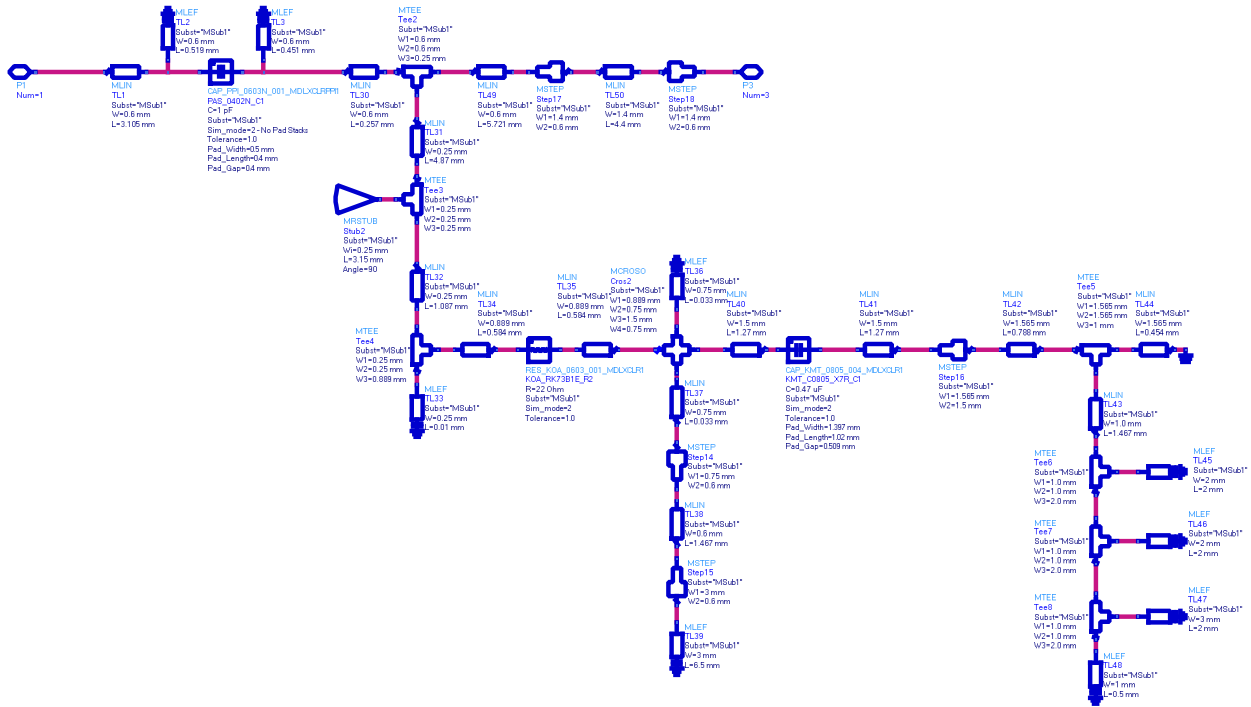 MLEF
TL2
Subst="MSub1"
W=0.6 mm
L=0.519 mm
MLEF
TL3
Subst="MSub1"
W=0.6 mm
L=0.451 mm
MTEE
Tee2
Subst="MSub1"
W1=0.6 mm
W2=0.6 mm
W3=0.25 mm
P1
Num=1
MLIN
TL1
Subst="MSub1"
W=0.6 mm
L=3.105 mm
CAP_PPI_0603N_001_MDLXCLRPPI1
PAS_0402N_C1
C=1 pF
Subst="MSub1"
Sim_mode=2 - No Pad Stacks
Tolerance=1.0
Pad_Width=0.5 mm
Pad_Length=0.4 mm
Pad_Gap=0.4 mm
MLIN
TL30
Subst="MSub1"
W=0.6 mm
L=0.257 mm
MLIN
TL49
Subst="MSub1"
W=0.6 mm
L=5.721 mm
MSTEP
Step17
Subst="MSub1"
W1=1.4 mm
W2=0.6 mm
MLIN
TL50
Subst="MSub1"
W=1.4 mm
L=4.4 mm
MSTEP
Step18
Subst="MSub1"
W1=1.4 mm
W2=0.6 mm
P3
Num=3
MLIN
TL31
Subst="MSub1"
W=0.25 mm
L=4.87 mm
MTEE
Tee3
Subst="MSub1"
W1=0.25 mm
W2=0.25 mm
W3=0.25 mm
MRSTUB
Stub2
Subst="MSub1"
Wi=0.25 mm
L=3.15 mm
Angle=90
MLIN
TL32
Subst="MSub1"
W=0.25 mm
L=1.087 mm
MTEE
Tee4
Subst="MSub1"
W1=0.25 mm
W2=0.25 mm
W3=0.889 mm
MLEF
TL33
Subst="MSub1"
W=0.25 mm
L=0.01 mm
MLIN
TL34
Subst="MSub1"
W=0.889 mm
L=0.584 mm
RES_KOA_0603_001_MDLXCLR1
KOA_RK73B1E_R2
R=22 Ohm
Subst="MSub1"
Sim_mode=2
Tolerance=1.0
MLIN
TL35
Subst="MSub1"
W=0.889 mm
L=0.584 mm
MCROSO
Cros2
Subst="MSub1"
W1=0.889 mm
W2=0.75 mm
W3=1.5 mm
W4=0.75 mm
MLEF
TL36
Subst="MSub1"
W=0.75 mm
L=0.033 mm
MLIN
TL40
Subst="MSub1"
W=1.5 mm
L=1.27 mm
CAP_KMT_0805_004_MDLXCLR1
KMT_C0805_X7R_C1
C=0.47 uF
Subst="MSub1"
Sim_mode=2
Tolerance=1.0
Pad_Width=1.397 mm
Pad_Length=1.02 mm
Pad_Gap=0.509 mm
MLIN
TL41
Subst="MSub1"
W=1.5 mm
L=1.27 mm
MSTEP
Step16
Subst="MSub1"
W1=1.565 mm
W2=1.5 mm
MLIN
TL42
Subst="MSub1"
W=1.565 mm
L=0.788 mm
MTEE
Tee5
Subst="MSub1"
W1=1.565 mm
W2=1.565 mm
W3=1 mm
MLIN
TL44
Subst="MSub1"
W=1.565 mm
L=0.454 mm
MLIN
TL37
Subst="MSub1"
W=0.75 mm
L=0.033 mm
MSTEP
Step14
Subst="MSub1"
W1=0.75 mm
W2=0.6 mm
MLIN
TL38
Subst="MSub1"
W=0.6 mm
L=1.467 mm
MSTEP
Step15
Subst="MSub1"
W1=3 mm
W2=0.6 mm
MLEF
TL39
Subst="MSub1"
W=3 mm
L=6.5 mm
MLIN
TL43
Subst="MSub1"
W=1.0 mm
L=1.467 mm
MTEE
Tee6
Subst="MSub1"
W1=1.0 mm
W2=1.0 mm
W3=2.0 mm
MLEF
TL45
Subst="MSub1"
W=2 mm
L=2 mm
MTEE
Tee7
Subst="MSub1"
W1=1.0 mm
W2=1.0 mm
W3=2.0 mm
MLEF
TL46
Subst="MSub1"
W=2 mm
L=2 mm
MTEE
Tee8
Subst="MSub1"
W1=1.0 mm
W2=1.0 mm
W3=2.0 mm
MLEF
TL47
Subst="MSub1"
W=3 mm
L=2 mm
MLEF
TL48
Subst="MSub1"
W=1 mm
L=0.5 mm